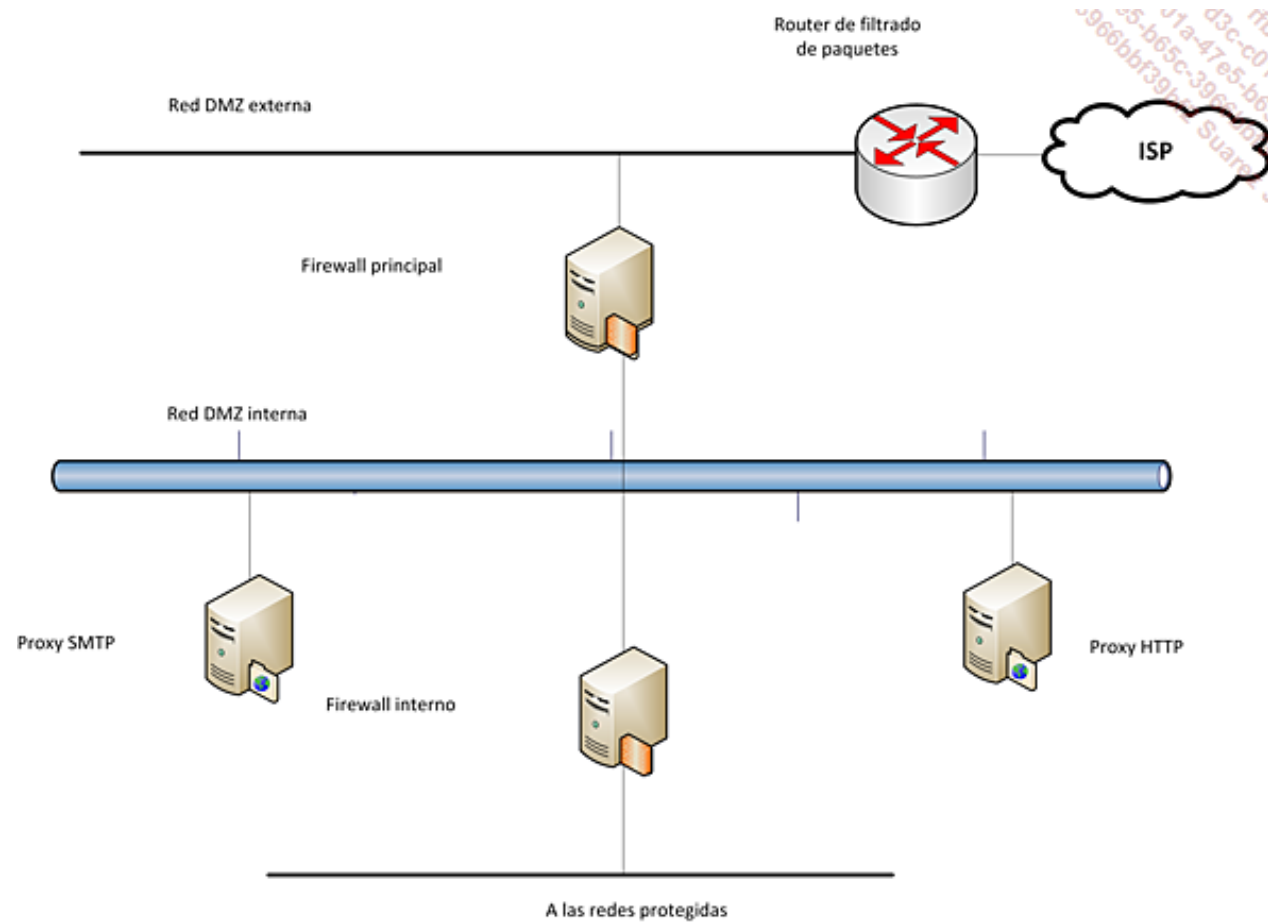 Router de filtrado
de paquetes
Red DMZ externa
ISP
Firewall principal
Red DMZ interna
Proxy SMTP
Proxy HTTP
Firewall interno
A las redes protegidas